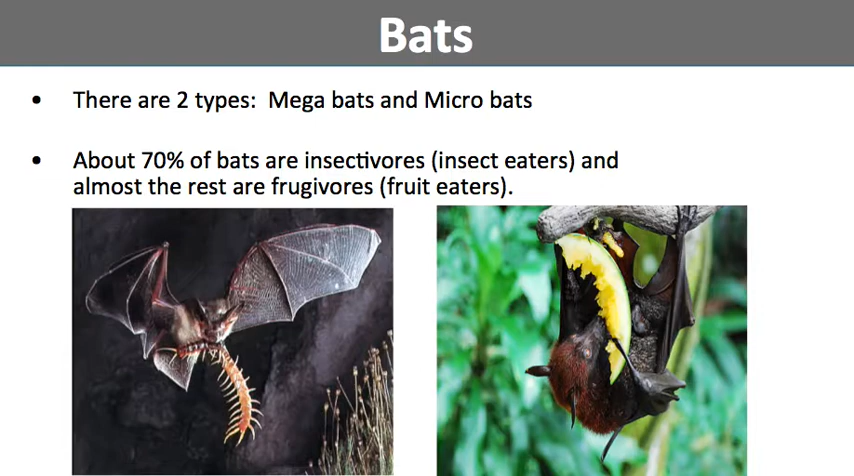 Bats
• There are 2 types: Mega bats and Micro bats
• About 70% of bats are insectivores (insect eaters) and
almost the rest are frugivores (fruit eaters).